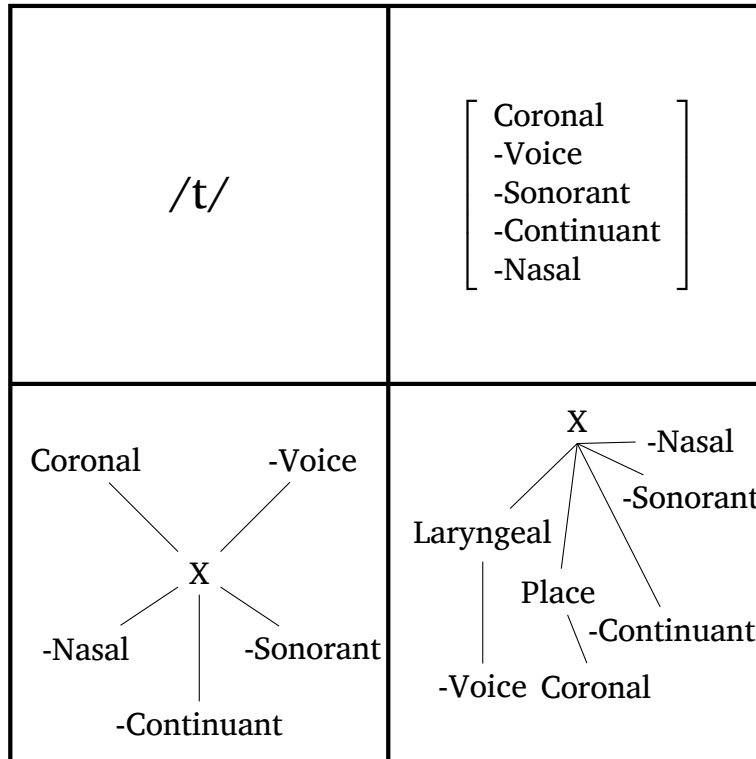 /t/
Coronal
-Voice
-Sonorant
-Continuant
-Nasal
Coronal
-Voice
X
-Nasal
-Sonorant
-Continuant
X
-Nasal
-Sonorant
Laryngeal
Place
-Continuant
-Voice
Coronal